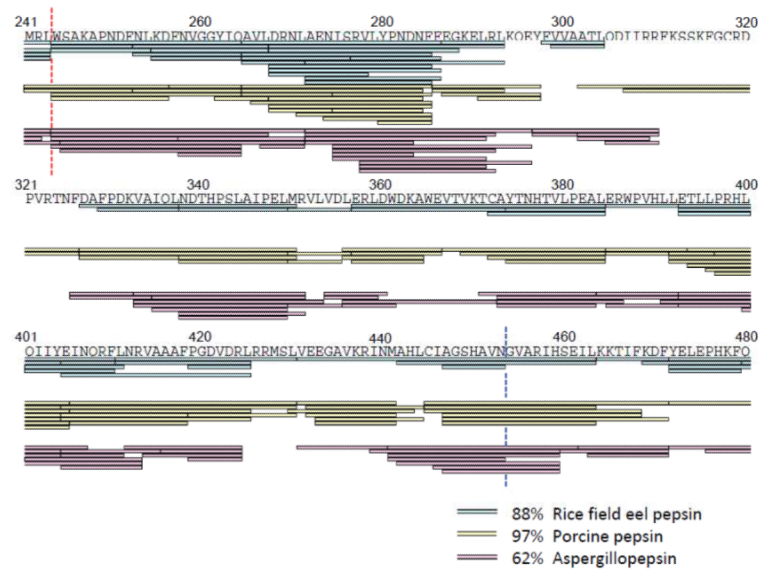 241 260 280 300 320
MRLWSAKAPNDFNLKDFNVGGYIQAVLDRNLAENISRVLYPNDNFFEGKELRLKQEYFVVAATLQDIIRRFKSSKFGCRD
321 340 360 380 400
PVRTNFDAFPDKVAIQLNDTHPSLAIPELMRVLVDLERLDWDKAWEVTVKTCAYTNHTVLPEALERWPVHLLETLLPRHL
401 420 440 460 480
QIIYEINQRFLNRVAAAFPGDVDRLRRMSLVEEGAVKRINMAHLCIAGSHAVNGVARIHSEILKKTIFKDFYELEPHKFQ
88% Rice field eel pepsin
97% Porcine pepsin
62% Aspergillopepsin